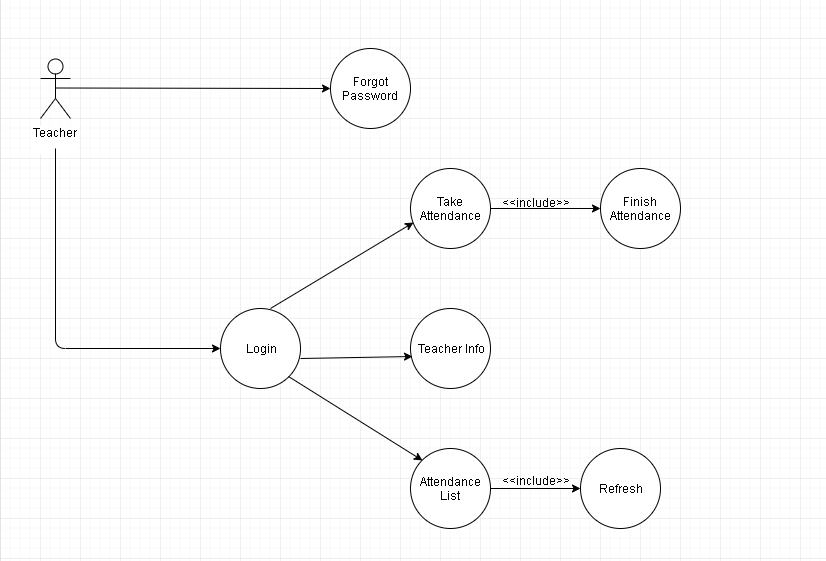 Forgot
Password
Teacher
Take
Attendance
<<include>>
Finish
Attendance
Login
Teacher Info
Attendance
List
<<include>>
Refresh